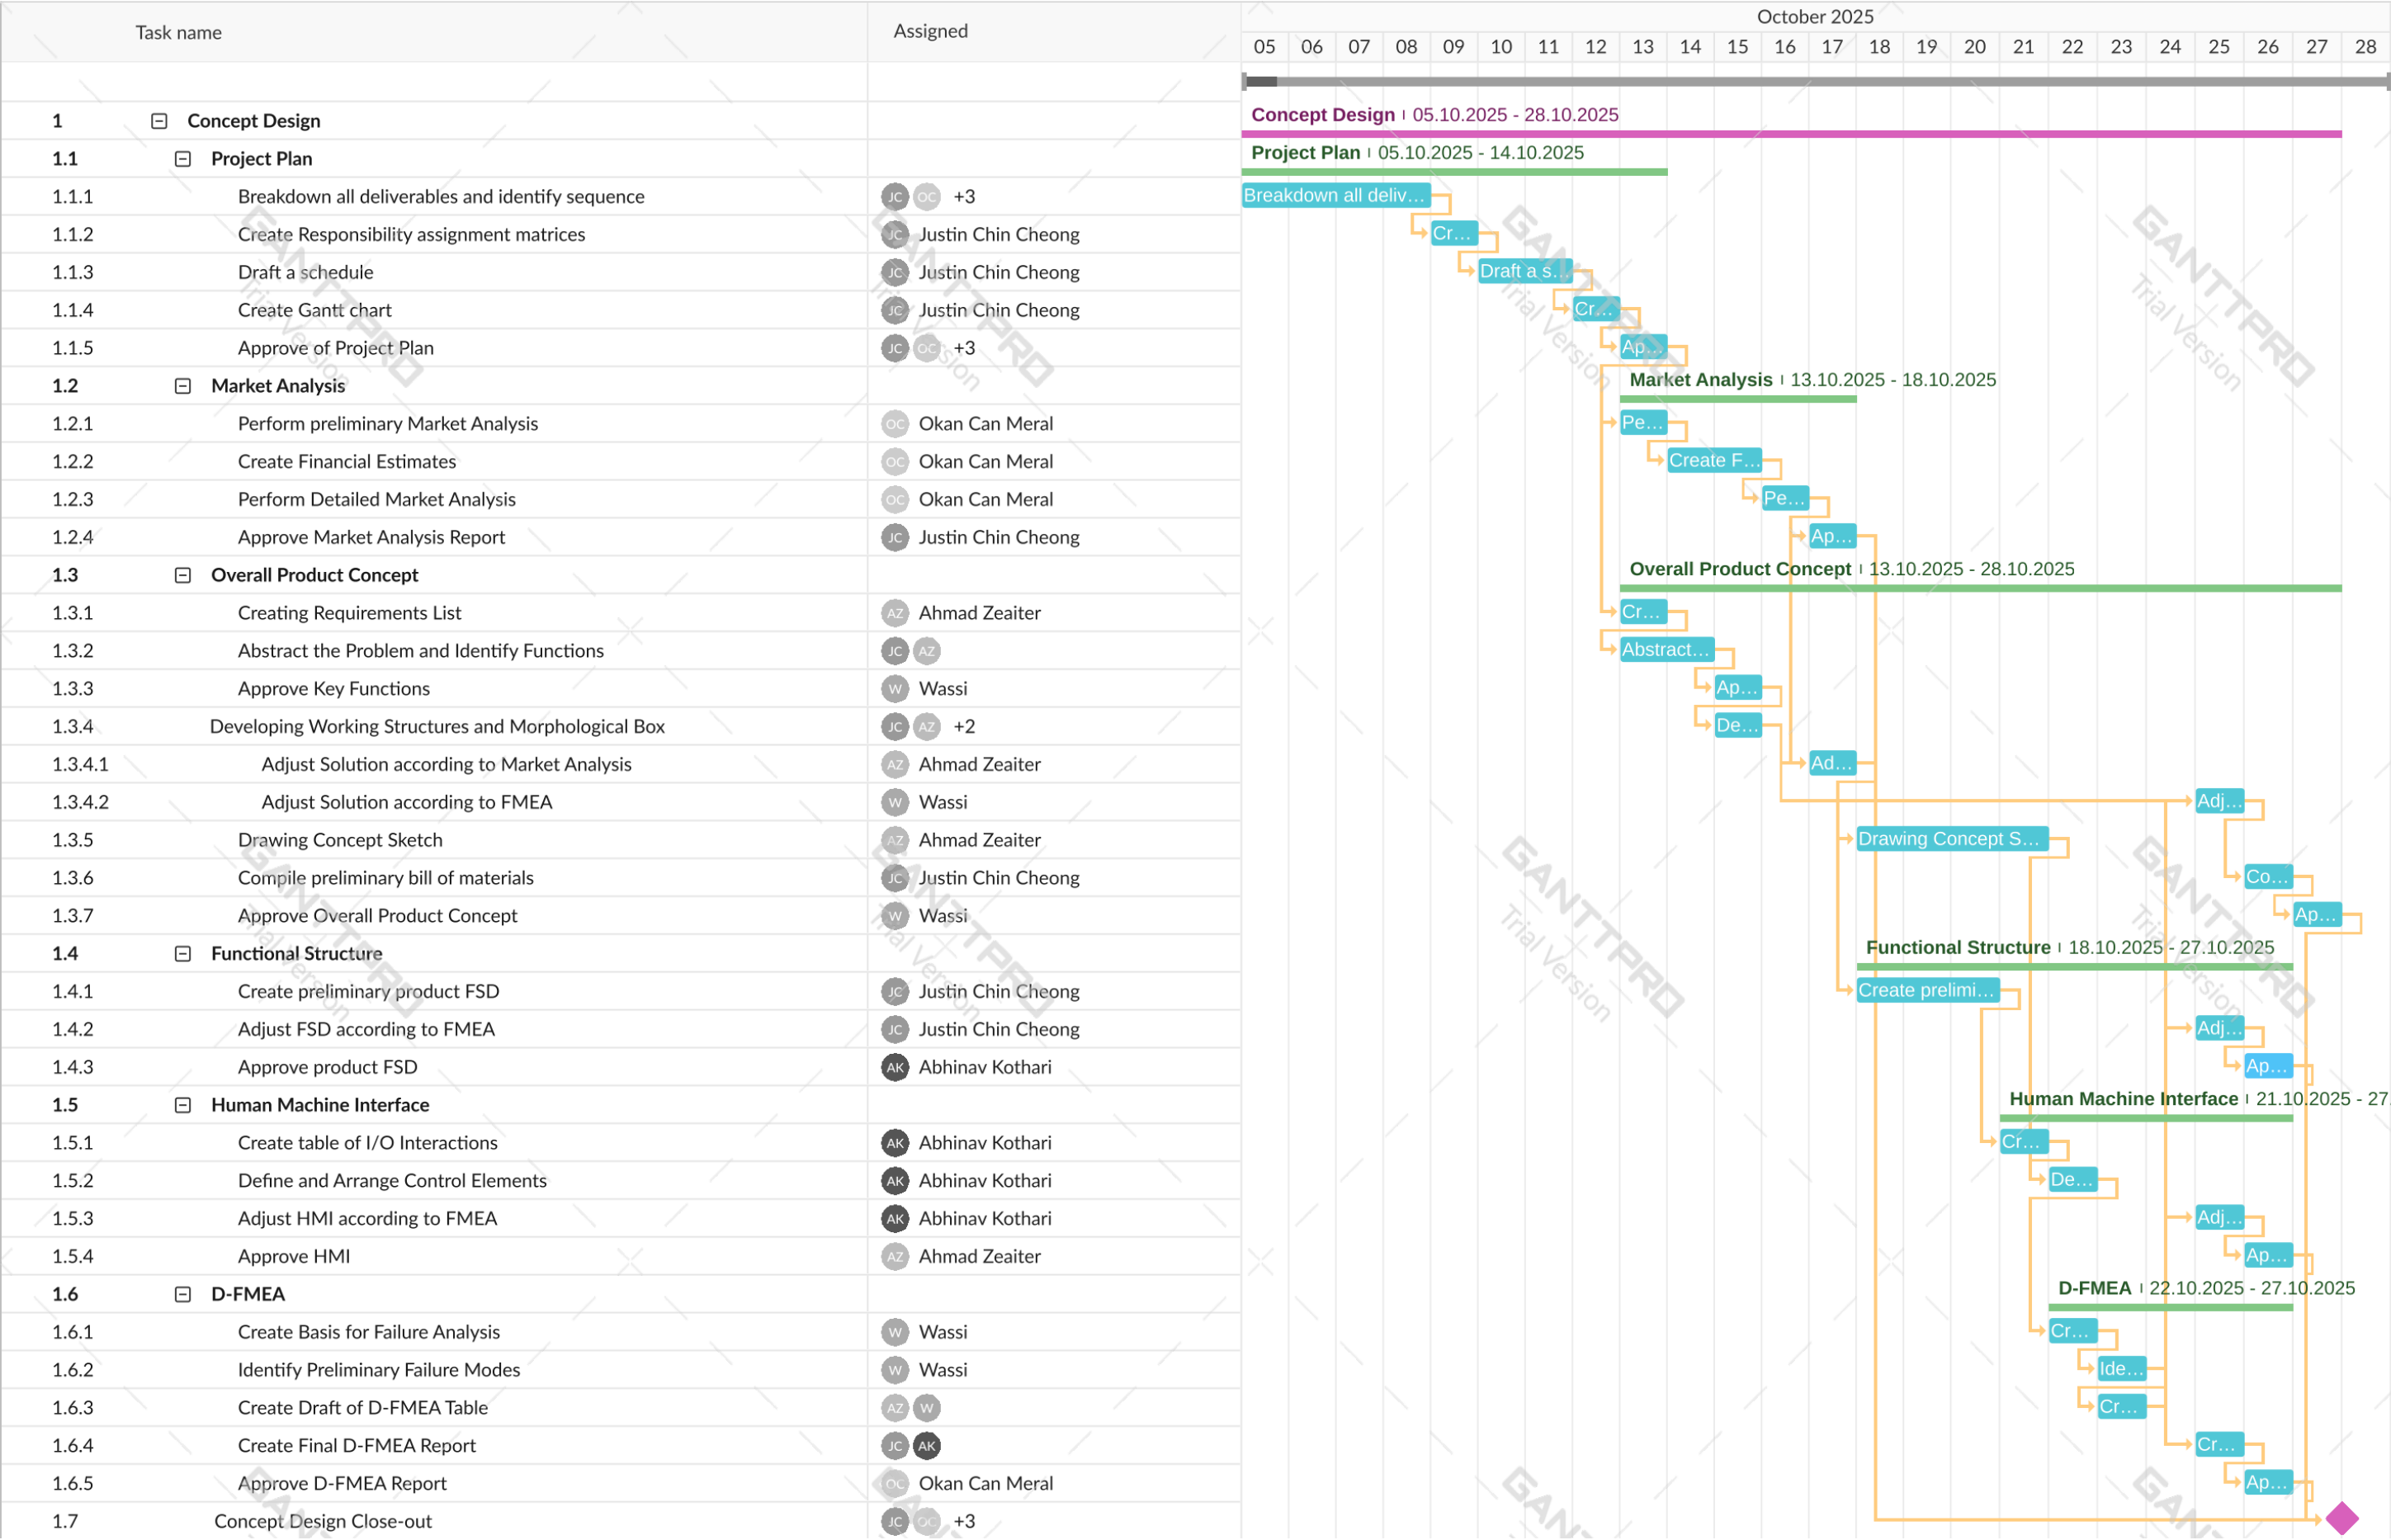 Task name Assigned October 2025
05 06 07 08 09 10 11 12 13 14 15 16 17 18 19 20 21 22 23 24 25 26 27 28
1 Concept Design Concept Design 05.10.2025 - 28.10.2025
1.1 Project Plan Project Plan 05.10.2025 - 14.10.2025
1.1.1 Breakdown all deliverables and identify sequence JC OC +3 Breakdown all deliv...
1.1.2 Create Responsibility assignment matrices JC Justin Chin Cheong Cr...
1.1.3 Draft a schedule JC Justin Chin Cheong Draft a s...
1.1.4 Create Gantt chart JC Justin Chin Cheong Cr...
1.1.5 Approve of Project Plan JC OC +3 Ap...
1.2 Market Analysis Market Analysis 13.10.2025 - 18.10.2025
1.2.1 Perform preliminary Market Analysis OC Okan Can Meral Pe...
1.2.2 Create Financial Estimates OC Okan Can Meral Create F...
1.2.3 Perform Detailed Market Analysis OC Okan Can Meral Pe...
1.2.4 Approve Market Analysis Report JC Justin Chin Cheong Ap...
1.3 Overall Product Concept Overall Product Concept 13.10.2025 - 28.10.2025
1.3.1 Creating Requirements List AZ Ahmad Zeaiter Cr...
1.3.2 Abstract the Problem and Identify Functions JC AZ Abstract...
1.3.3 Approve Key Functions W Wassi Ap...
1.3.4 Developing Working Structures and Morphological Box JC AZ +2 De...
1.3.4.1 Adjust Solution according to Market Analysis AZ Ahmad Zeaiter Ad...
1.3.4.2 Adjust Solution according to FMEA W Wassi Adj...
1.3.5 Drawing Concept Sketch AZ Ahmad Zeaiter Drawing Concept S...
1.3.6 Compile preliminary bill of materials JC Justin Chin Cheong Co...
1.3.7 Approve Overall Product Concept W Wassi Ap...
1.4 Functional Structure Functional Structure 18.10.2025 - 27.10.2025
1.4.1 Create preliminary product FSD JC Justin Chin Cheong Create prelimi...
1.4.2 Adjust FSD according to FMEA JC Justin Chin Cheong Adj...
1.4.3 Approve product FSD AK Abhinav Kothari Ap...
1.5 Human Machine Interface Human Machine Interface 21.10.2025 - 27.
1.5.1 Create table of I/O Interactions AK Abhinav Kothari Cr...
1.5.2 Define and Arrange Control Elements AK Abhinav Kothari De...
1.5.3 Adjust HMI according to FMEA AK Abhinav Kothari Adj...
1.5.4 Approve HMI AZ Ahmad Zeaiter Ap...
1.6 D-FMEA D-FMEA 22.10.2025 - 27.10.2025
1.6.1 Create Basis for Failure Analysis W Wassi Cr...
1.6.2 Identify Preliminary Failure Modes W Wassi Ide...
1.6.3 Create Draft of D-FMEA Table AZ W Cr...
1.6.4 Create Final D-FMEA Report JC AK Cr...
1.6.5 Approve D-FMEA Report OC Okan Can Meral Ap...
1.7 Concept Design Close-out JC OC +3
GANTTPRO
Trial Version
GANTTPRO
Trial Version
GANTTPRO
Trial Version
GANTTPRO
Trial Version
GANTTPRO
Trial Version
GANTTPRO
Trial Version
GANTTPRO
Trial Version
GANTTPRO
Trial Version